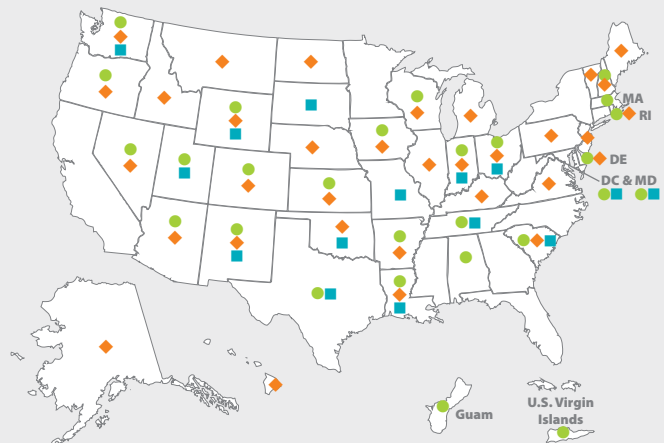 MA
RI
DE
DC & MD
Guam
U.S. Virgin
Islands